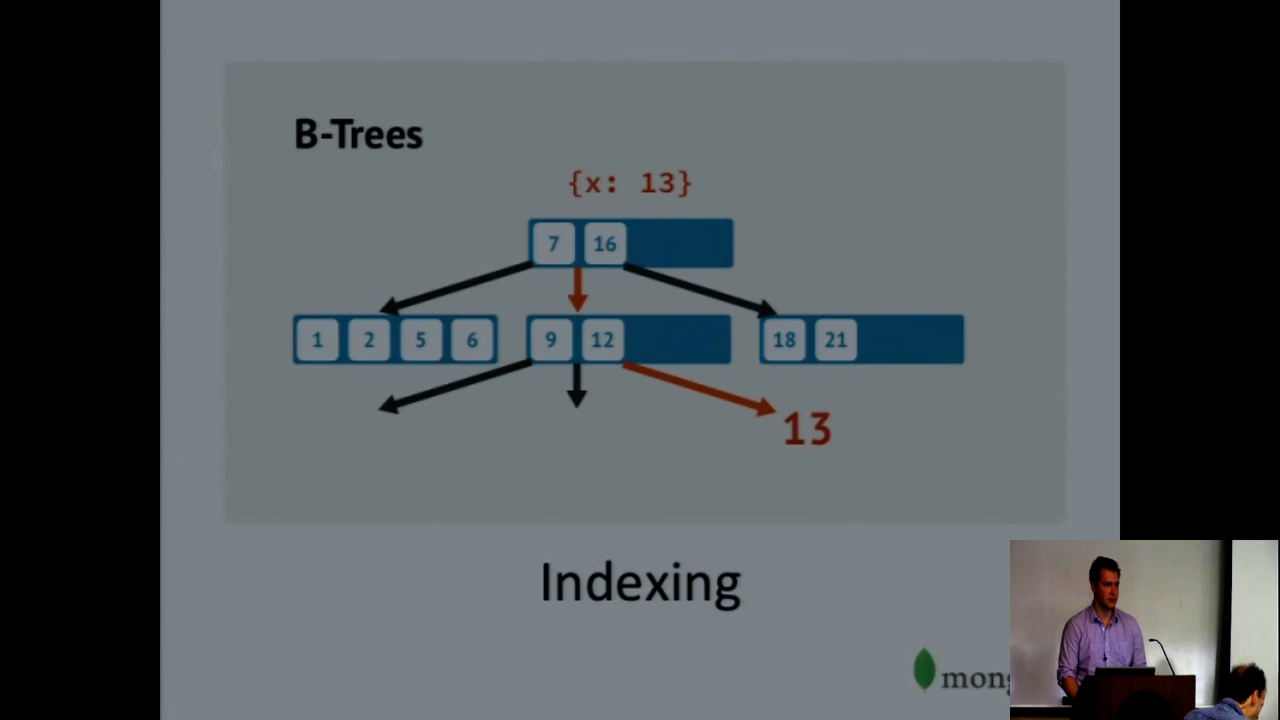 B-Trees
{x: 13}
7 16
1 2 5 6 9 12 18 21
13
Indexing